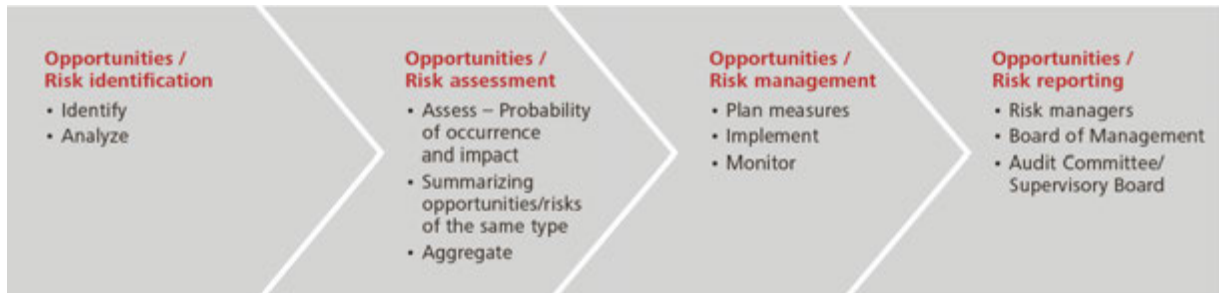 Opportunities /
Risk identification
• Identify
• Analyze
Opportunities /
Risk assessment
• Assess – Probability
of occurrence
and impact
• Summarizing
opportunities/risks
of the same type
• Aggregate
Opportunities /
Risk management
• Plan measures
• Implement
• Monitor
Opportunities /
Risk reporting
• Risk managers
• Board of Management
• Audit Committee/
Supervisory Board